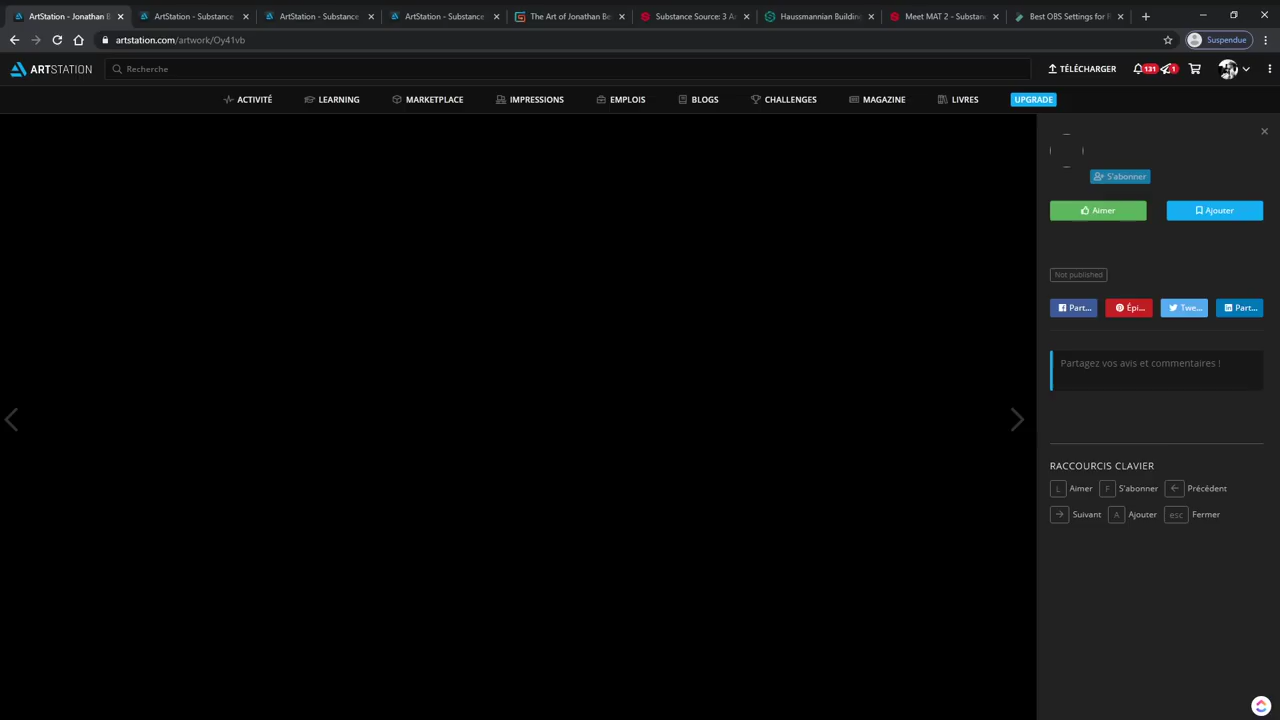 ArtStation - Jonathan B
ArtStation - Substance
ArtStation - Substance
ArtStation - Substance
The Art of Jonathan Be
Substance Source: 3 A
Haussmannian Building
Meet MAT 2 - Substan
Best OBS Settings for
artstation.com/artwork/Oy41vb
Suspendue
ARTSTATION
Recherche
TÉLÉCHARGER
131
1
ACTIVITÉ
LEARNING
MARKETPLACE
IMPRESSIONS
EMPLOIS
BLOGS
CHALLENGES
MAGAZINE
LIVRES
UPGRADE
S'abonner
Aimer
Ajouter
Not published
Part...
Épi...
Twe...
Part...
Partagez vos avis et commentaires !
RACCOURCIS CLAVIER
L Aimer F S'abonner ← Précédent
→ Suivant A Ajouter esc Fermer